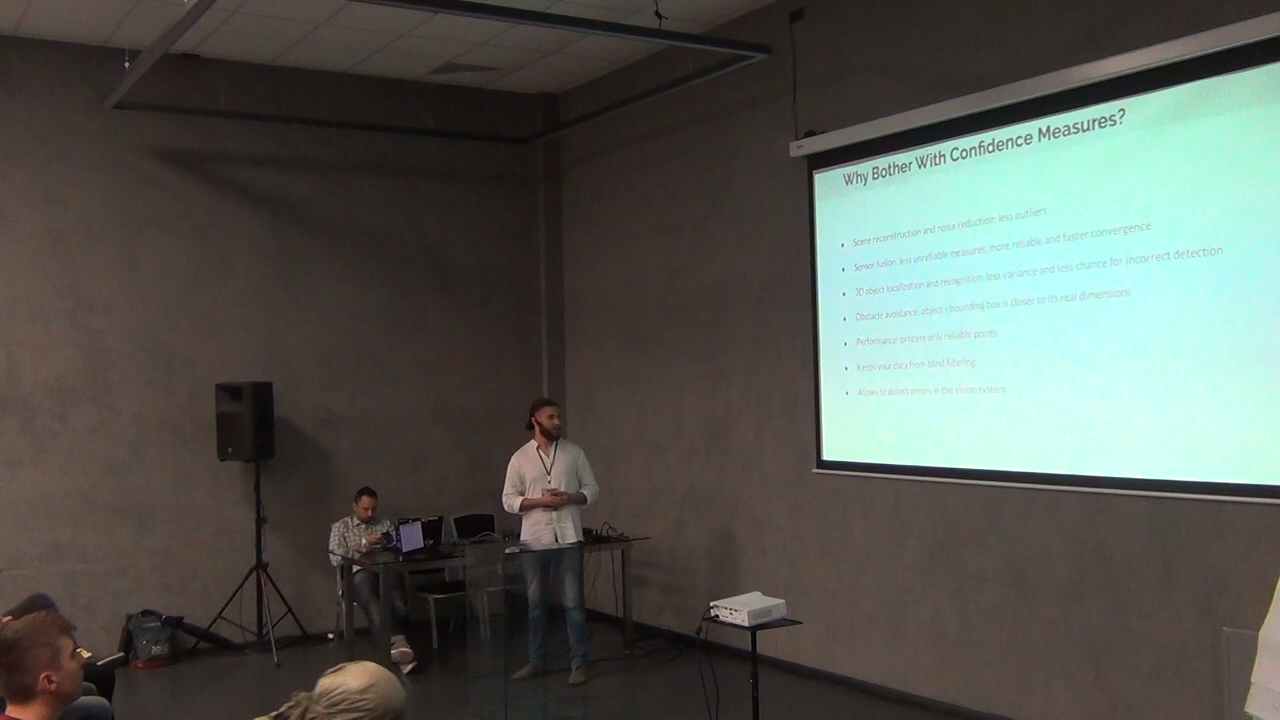 Why Bother With Confidence Measures?
• Scene reconstruction and noise reduction: less outliers
• Sensor fusion: less unreliable measures, more reliable and faster convergence
• 3D object localization and recognition: less variance and less chance for incorrect detection
• Obstacle avoidance: object's bounding box is closer to its real dimensions
• Performance: process only reliable points
• Keeps your data from blind filtering
• Allows to detect errors in the vision system